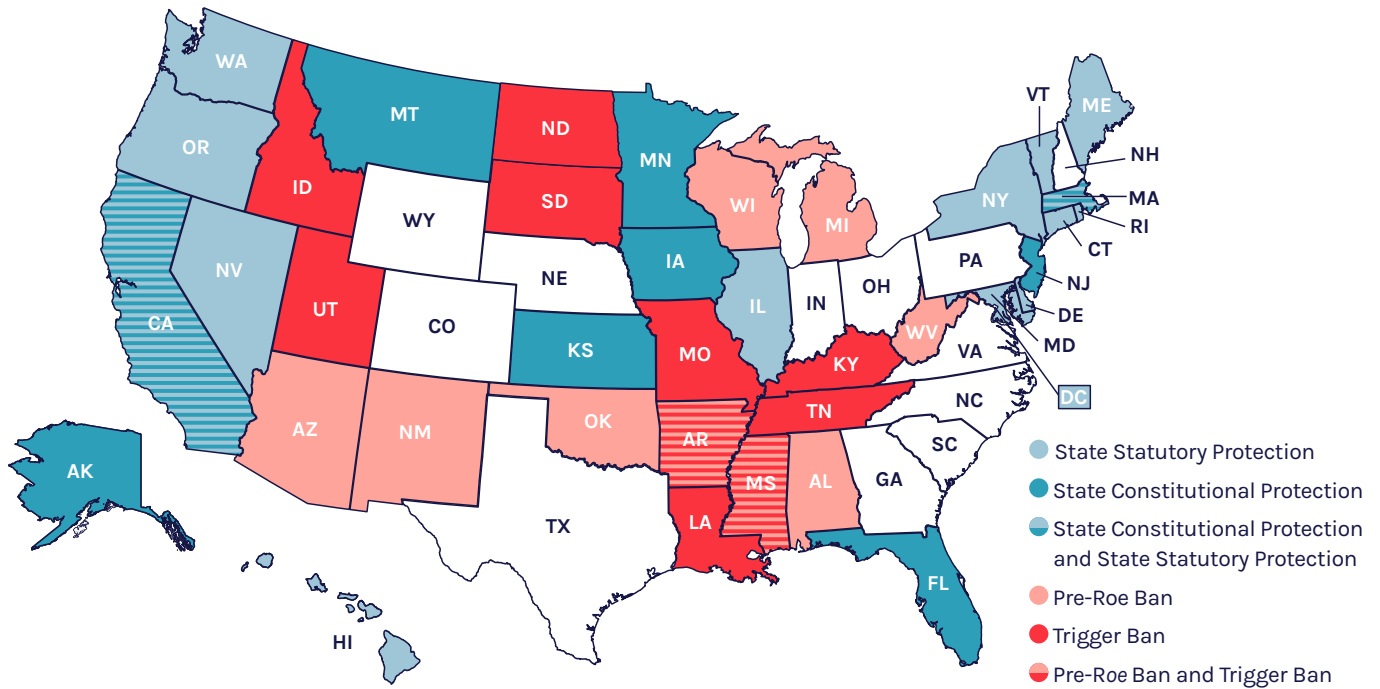 WA
OR
CA
NV
ID
MT
WY
UT
CO
AZ
NM
ND
SD
NE
KS
OK
TX
MN
IA
MO
AR
LA
WI
IL
MI
IN
OH
KY
TN
MS
AL
GA
FL
SC
NC
VA
WV
PA
NY
VT
ME
NH
MA
RI
CT
NJ
DE
MD
DC
AK
HI
State Statutory Protection
State Constitutional Protection
State Constitutional Protection
and State Statutory Protection
Pre-Roe Ban
Trigger Ban
Pre-Roe Ban and Trigger Ban